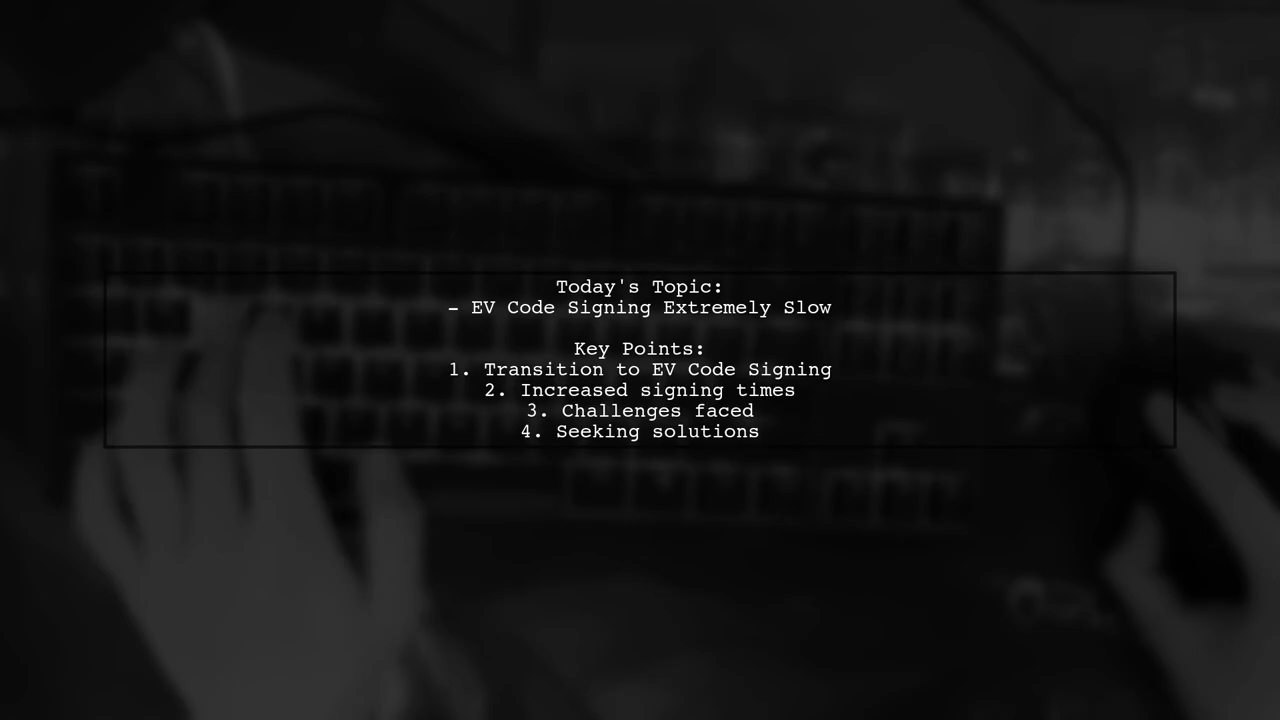 Today's Topic:
– EV Code Signing Extremely Slow
Key Points:
1. Transition to EV Code Signing
2. Increased signing times
3. Challenges faced
4. Seeking solutions